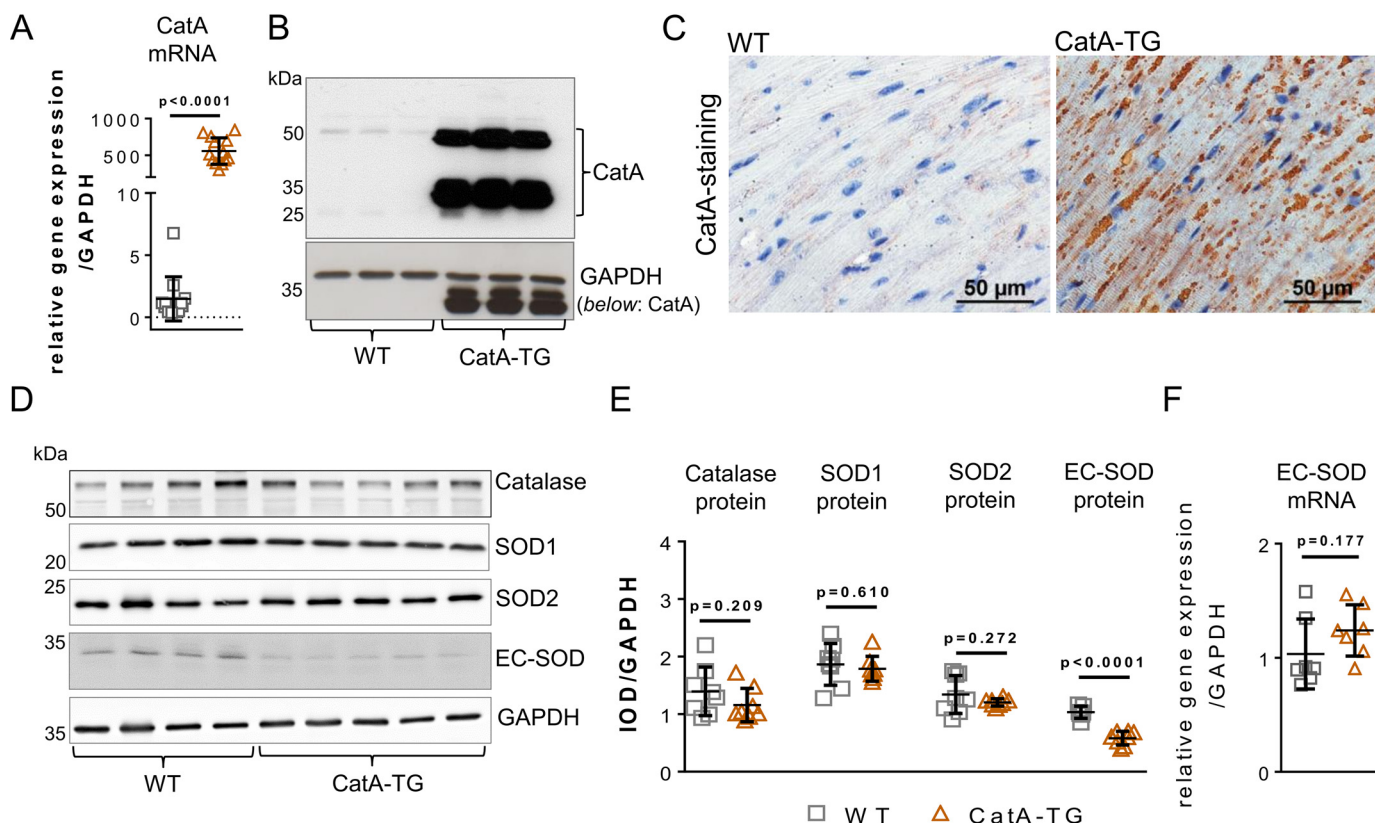 A
CatA
mRNA
p<0.0001
relative gene expression
/GAPDH
1000
500
10
5
0
B
kDa
50
35
25
CatA
35
GAPDH
(below: CatA)
WT
CatA-TG
C
WT
CatA-TG
CatA-staining
50 µm
50 µm
D
kDa
50
Catalase
20
SOD1
25
SOD2
35
EC-SOD
35
GAPDH
WT
CatA-TG
E
Catalase
protein
SOD1
protein
SOD2
protein
EC-SOD
protein
IOD/GAPDH
4
3
2
1
0
p=0.209
p=0.610
p=0.272
p<0.0001
WT
CatA-TG
F
EC-SOD
mRNA
p=0.177
relative gene expression
/GAPDH
2
1
0